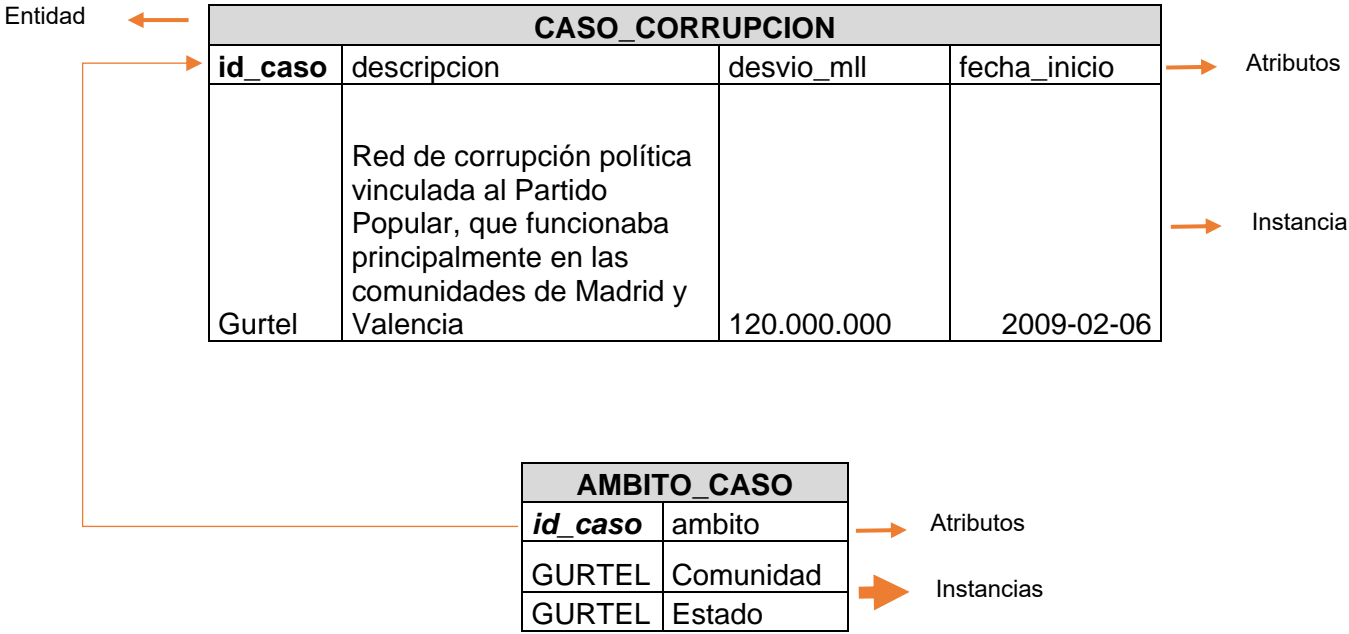 Entidad
CASO_CORRUPCION
id_caso descripcion desvio_mll fecha_inicio
Atributos
Red de corrupción política
vinculada al Partido
Popular, que funcionaba
principalmente en las
comunidades de Madrid y
Gurtel Valencia 120.000.000 2009-02-06
Instancia
AMBITO_CASO
id_caso ambito
Atributos
GURTEL Comunidad
GURTEL Estado
Instancias